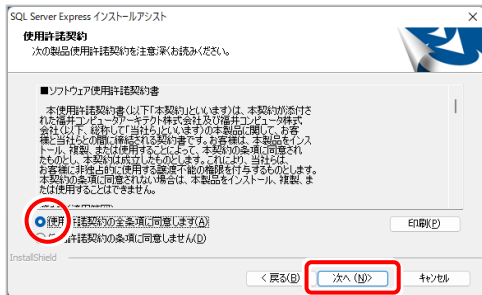 SQL Server Express インストールアシスト
使用許諾契約
次の製品使用許諾契約を注意深くお読みください。
■ソフトウェア使用許諾契約書
本使用許諾契約書(以下「本契約」といいます)は、本契約が添付さ
れた福井コンピュータアーキテクト株式会社及び福井コンピュータ株式
会社(以下、総称して「当社ら」といいます)の本製品に関して、お客
様と当社らとの間に締結される契約書です。お客様は、本製品をインス
トール、複製、または使用することによって、本契約の条項に同意され
たものとし、本契約は成立したものとします。これにより、当社らは、
お客様に非独占的に使用する譲渡不能の権限を付与するものとします。
本契約の条項に同意されない場合は、本製品をインストール、複製、ま
たは使用することはできません。
使用許諾契約の全条項に同意します(A)
印刷(P)
許諾契約の条項に同意しません(D)
InstallShield
< 戻る(B)
次へ (N)>
キャンセル